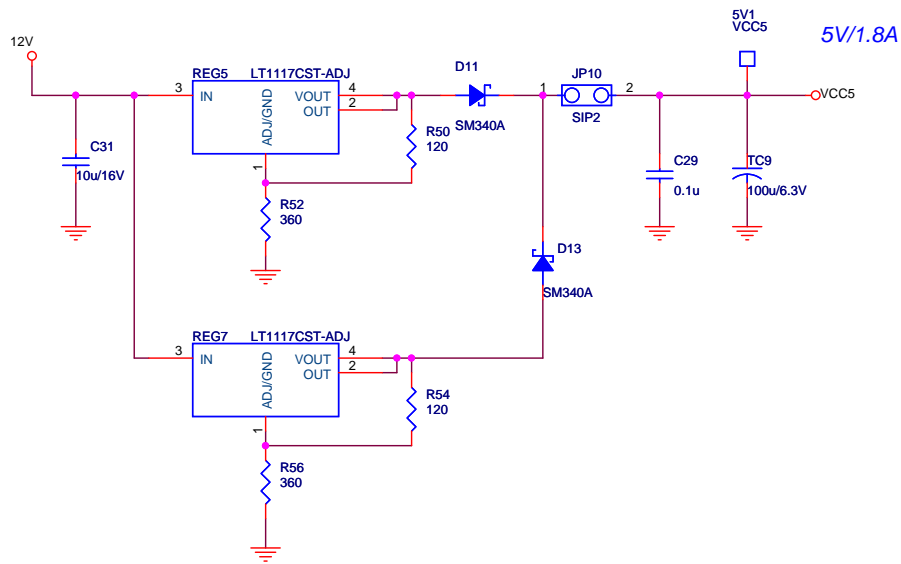 5V1
VCC5
5V/1.8A
12V
REG5 LT1117CST-ADJ
D11
JP10
3 IN VOUT 4
OUT 2
ADJ/GND
1
1 2
VCC5
SM340A
SIP2
R50
120
C31
10u/16V
C29
0.1u
TC9
100u/6.3V
R52
360
D13
SM340A
REG7 LT1117CST-ADJ
3 IN VOUT 4
OUT 2
ADJ/GND
1
R54
120
R56
360